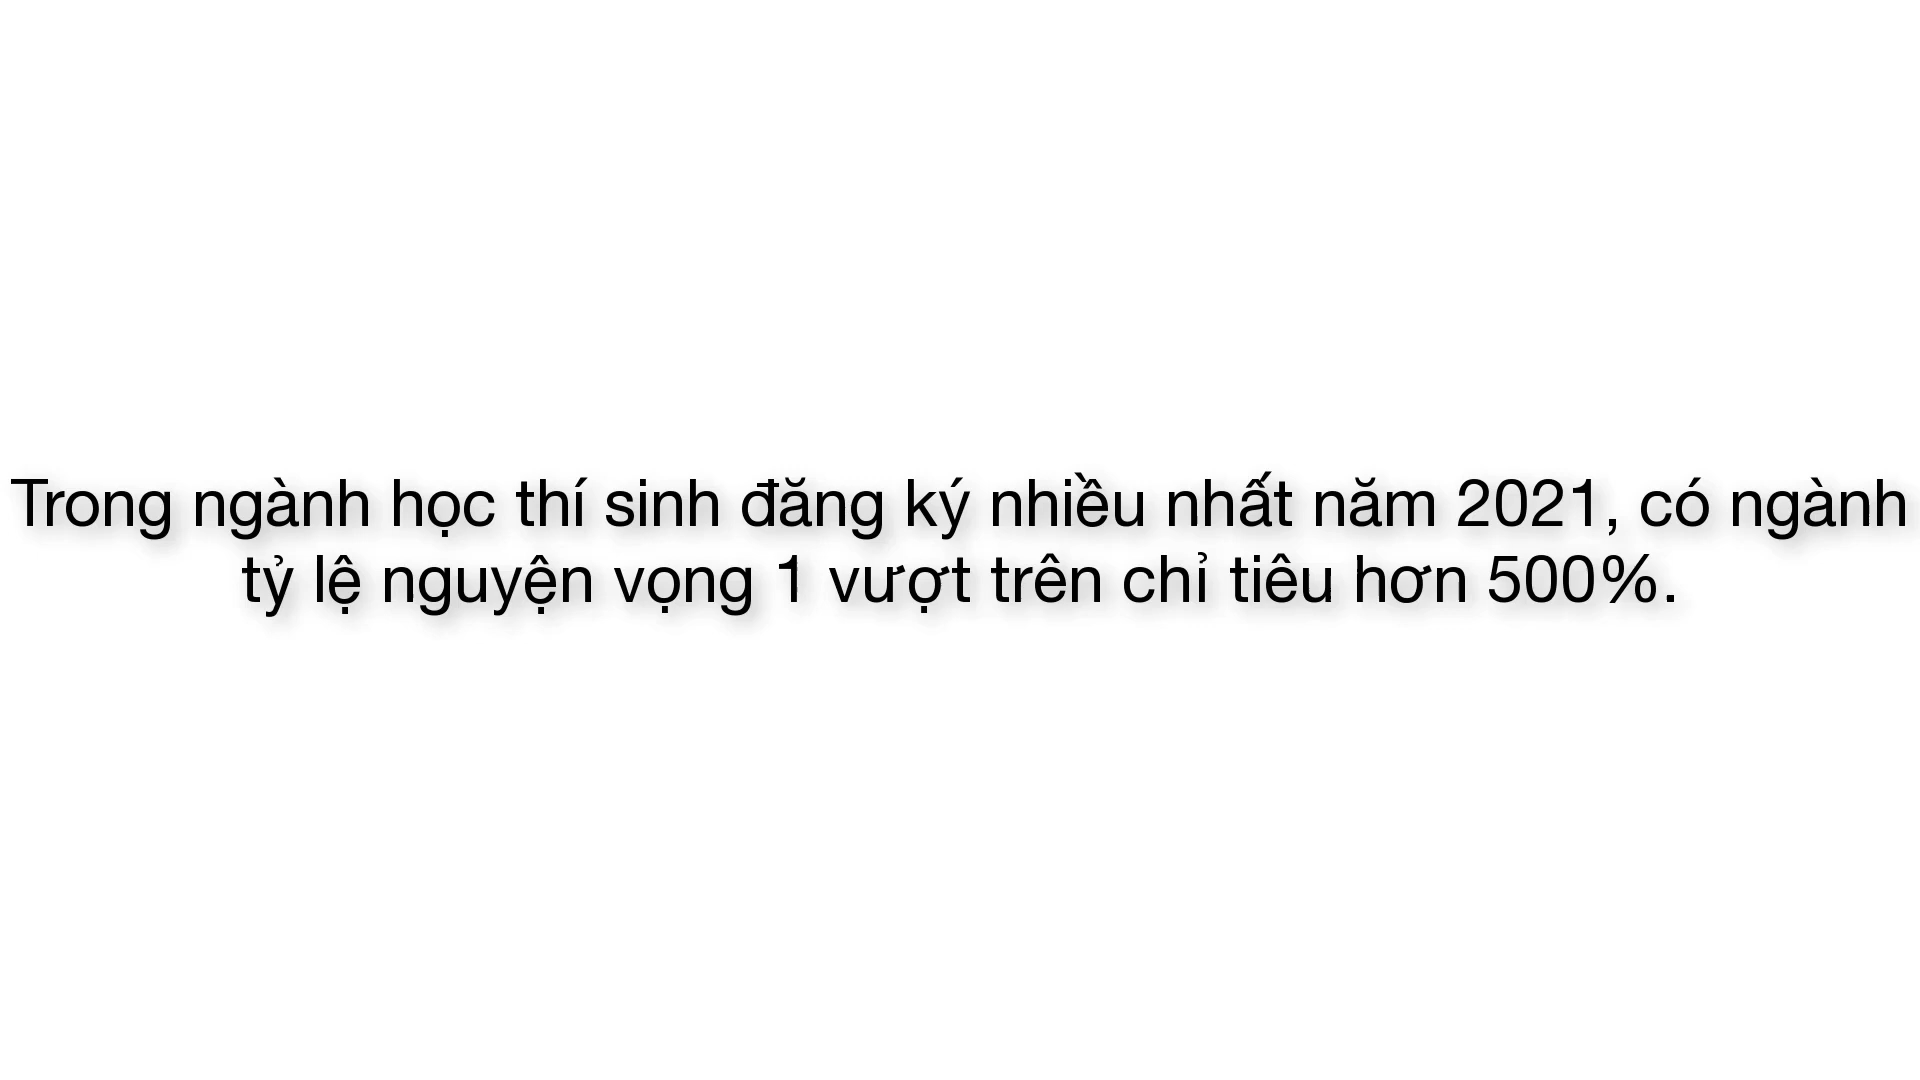 Trong ngành học thí sinh đăng ký nhiều nhất năm 2021, có ngành
tỷ lệ nguyện vọng 1 vượt trên chỉ tiêu hơn 500%.